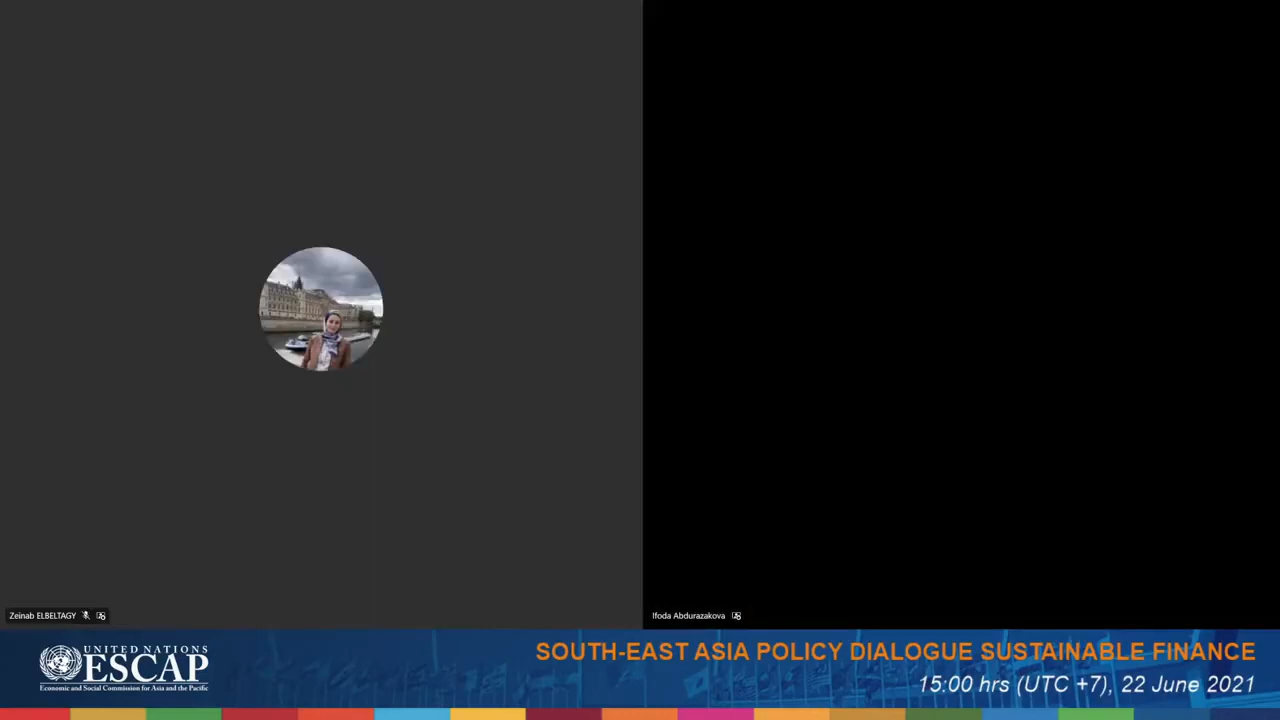 Zeinab ELBELTAGY
Ifoda Abdurazakova
UNITED NATIONS
ESCAP
Economic and Social Commission for Asia and the Pacific
SOUTH-EAST ASIA POLICY DIALOGUE SUSTAINABLE FINANCE
15:00 hrs (UTC +7), 22 June 2021